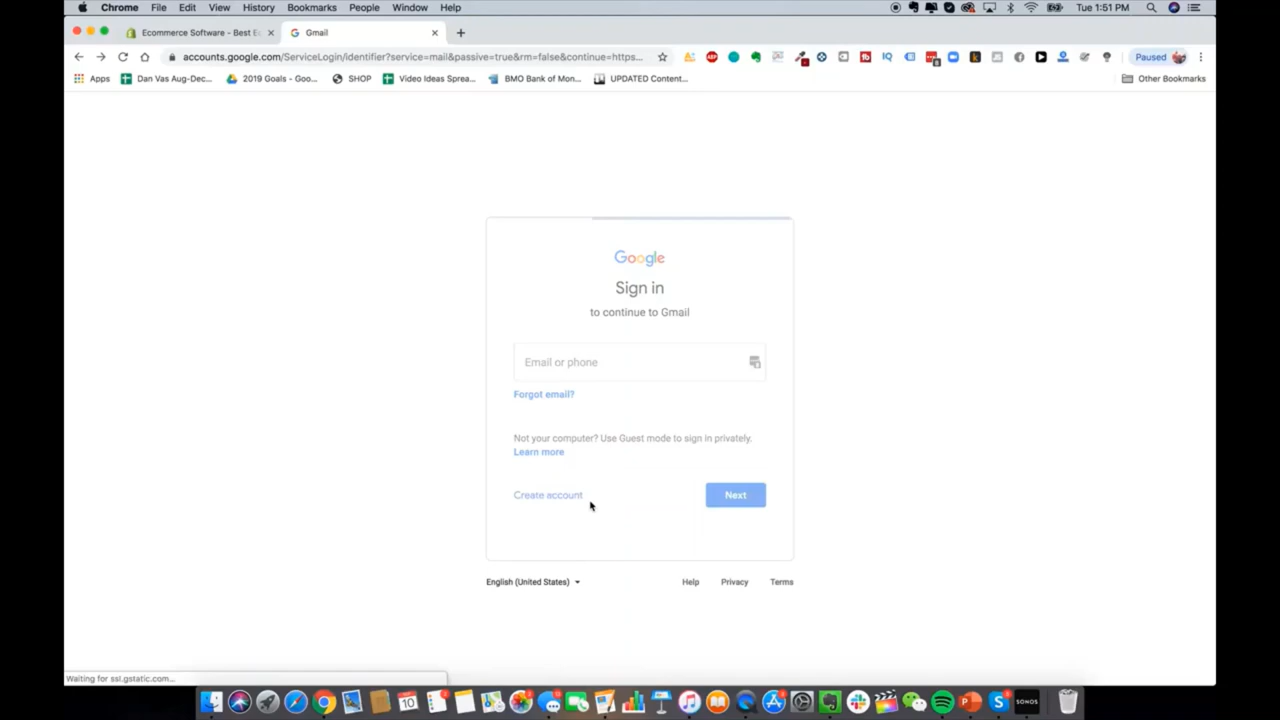 Chrome File Edit View History Bookmarks People Window Help Tue 1:51 PM
Ecommerce Software - Best Ec Gmail
accounts.google.com/ServiceLogin/identifier?service=mail&passive=true&rm=false&continue=https... Paused
Apps Dan Vas Aug-Dec... 2019 Goals - Goo... SHOP Video Ideas Sprea... BMO Bank of Mon... UPDATED Content... Other Bookmarks
Google
Sign in
to continue to Gmail
Email or phone
Forgot email?
Not your computer? Use Guest mode to sign in privately.
Learn more
Create account Next
English (United States) Help Privacy Terms
Waiting for ssl.gstatic.com...
10
SONOS